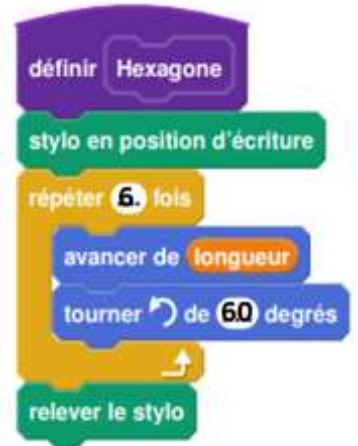 définir Hexagone
stylo en position d'écriture
répéter 6. fois
avancer de longueur
tourner de 60 degrés
relever le stylo